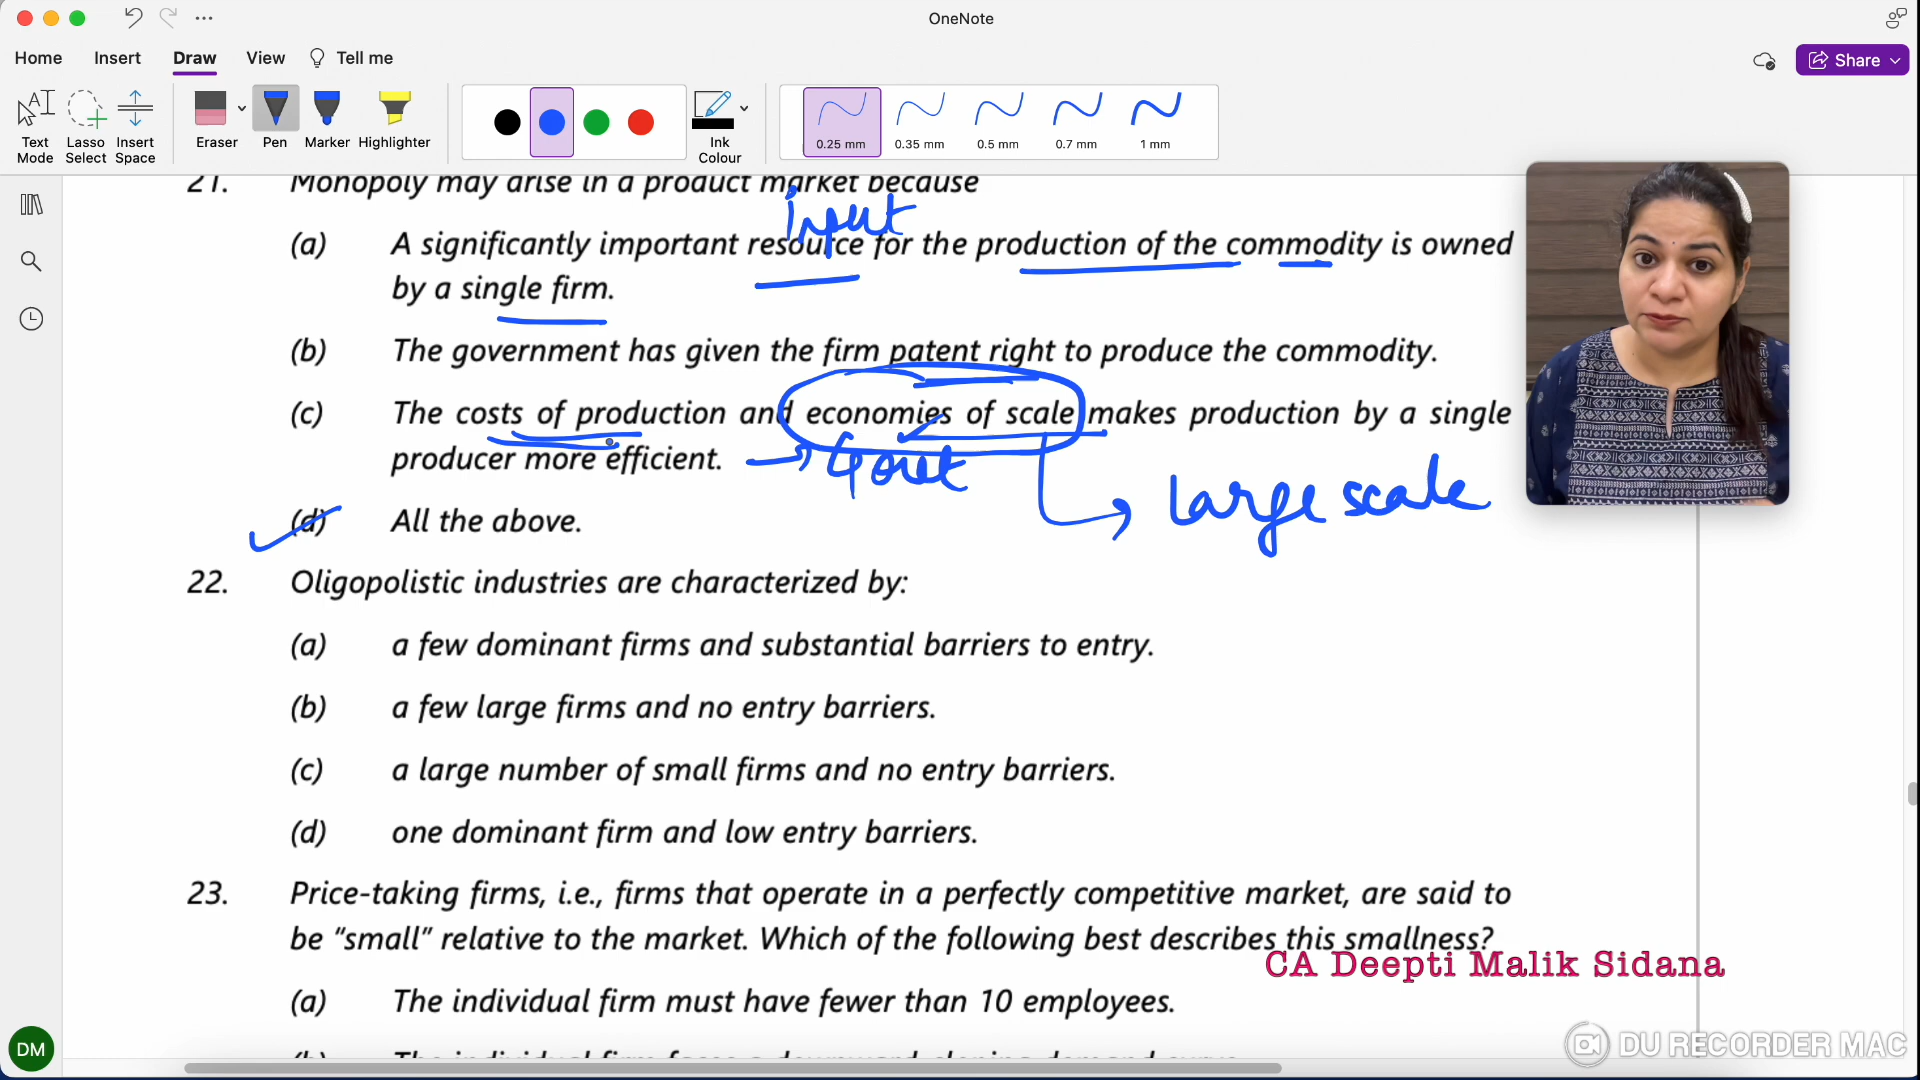 OneNote
Home Insert Draw View Tell me
Share
Text Mode
Lasso Select
Insert Space
Eraser
Pen
Marker
Highlighter
Ink Colour
0.25 mm
0.35 mm
0.5 mm
0.7 mm
1 mm
21. Monopoly may arise in a product market because
input
(a) A significantly important resource for the production of the commodity is owned
by a single firm.
(b) The government has given the firm patent right to produce the commodity.
(c) The costs of production and economies of scale makes production by a single
producer more efficient.
large scale
(d) All the above.
22. Oligopolistic industries are characterized by:
(a) a few dominant firms and substantial barriers to entry.
(b) a few large firms and no entry barriers.
(c) a large number of small firms and no entry barriers.
(d) one dominant firm and low entry barriers.
23. Price-taking firms, i.e., firms that operate in a perfectly competitive market, are said to
be “small” relative to the market. Which of the following best describes this smallness?
CA Deepti Malik Sidana
(a) The individual firm must have fewer than 10 employees.
DM
DU RECORDER MAC